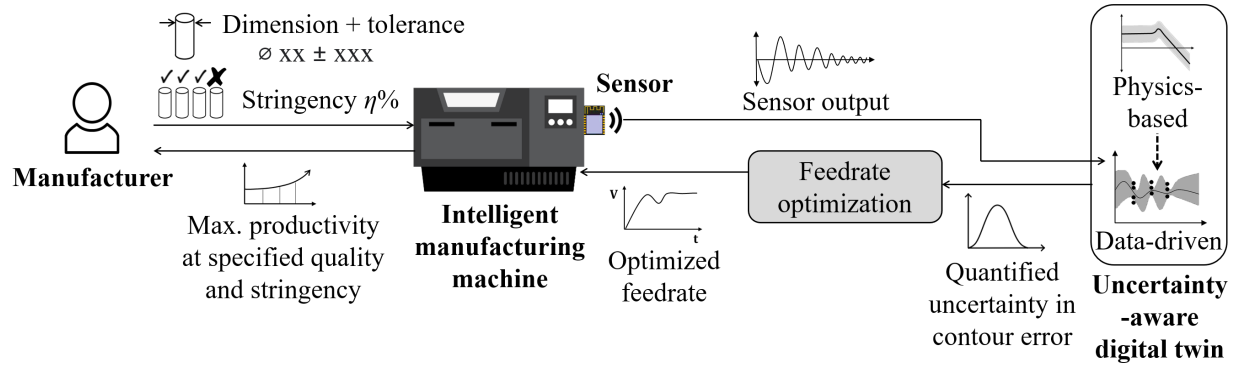 Dimension + tolerance
⌀ xx ± xxx
Stringency η%
Manufacturer
Max. productivity
at specified quality
and stringency
Sensor
Intelligent
manufacturing
machine
Sensor output
V
t
Optimized
feedrate
Feedrate
optimization
Quantified
uncertainty in
contour error
Physics-
based
Data-driven
Uncertainty
-aware
digital twin